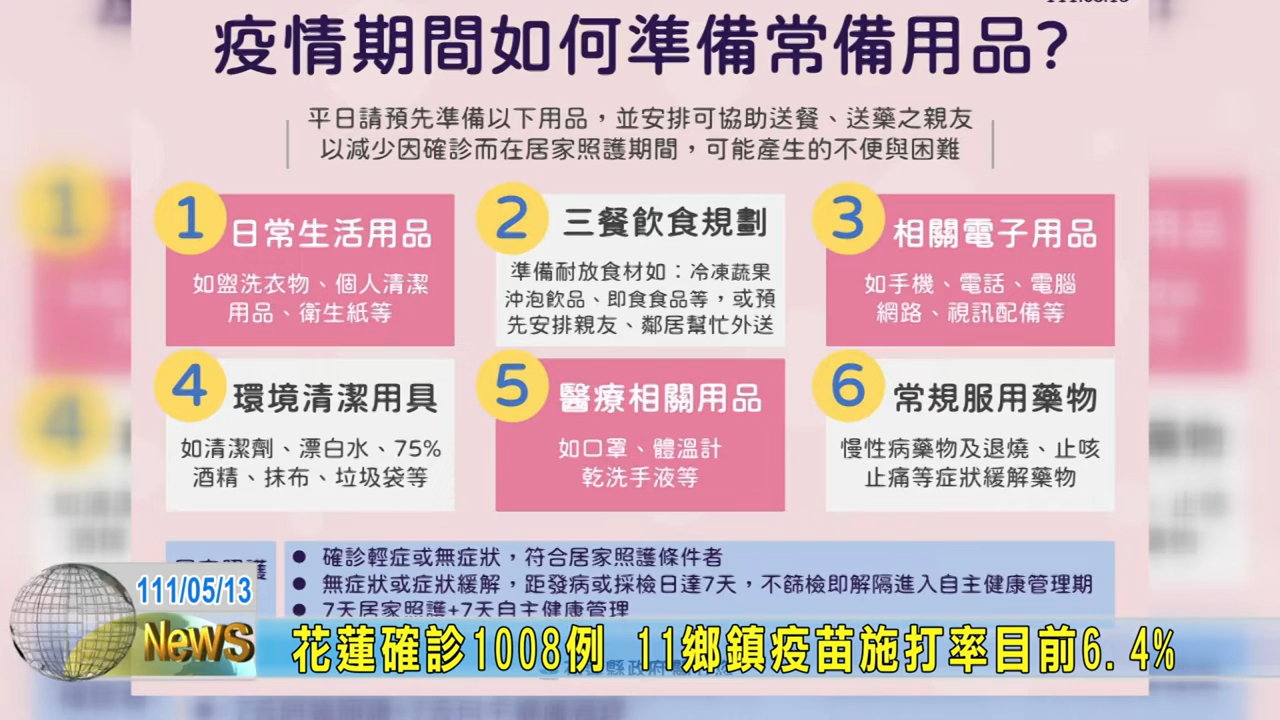 疫情期間如何準備常備用品?
平日請預先準備以下用品，並安排可協助送餐、送藥之親友
以減少因確診而在居家照護期間，可能產生的不便與困難
1 日常生活用品
如盥洗衣物、個人清潔
用品、衛生紙等
2 三餐飲食規劃
準備耐放食材如：冷凍蔬果
沖泡飲品、即食食品等，或預
先安排親友、鄰居幫忙外送
3 相關電子用品
如手機、電話、電腦
網路、視訊配備等
4 環境清潔用具
如清潔劑、漂白水、75%
酒精、抹布、垃圾袋等
5 醫療相關用品
如口罩、體溫計
乾洗手液等
6 常規服用藥物
慢性病藥物及退燒、止咳
止痛等症狀緩解藥物
● 確診輕症或無症狀，符合居家照護條件者
● 無症狀或症狀緩解，距發病或採檢日達7天，不篩檢即解隔進入自主健康管理期
● 7天居家照護+7天自主健康管理
111/05/13
NewS
花蓮確診1008例 11鄉鎮疫苗施打率目前6.4%